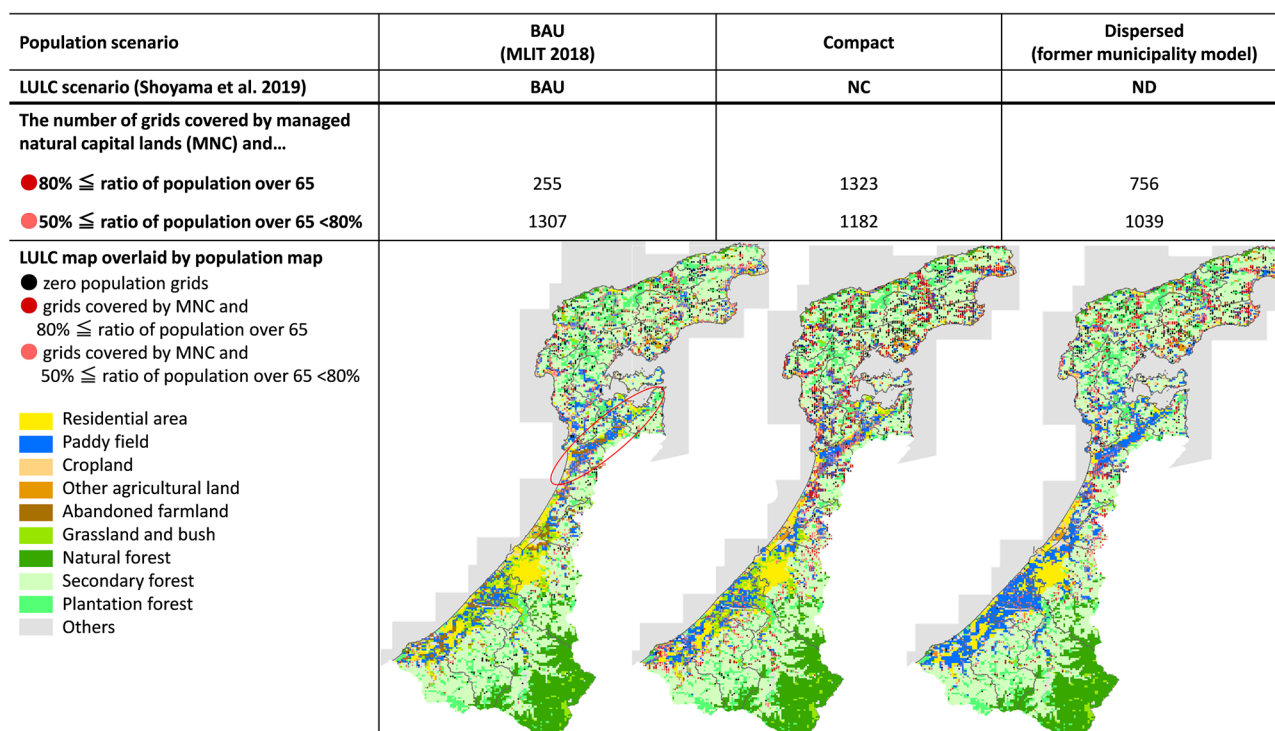 Population scenario
BAU
(MLIT 2018)
Compact
Dispersed
(former municipality model)
LULC scenario (Shoyama et al. 2019)
BAU
NC
ND
The number of grids covered by managed
natural capital lands (MNC) and...
80% ≦ ratio of population over 65
255
1323
756
50% ≦ ratio of population over 65 <80%
1307
1182
1039
LULC map overlaid by population map
zero population grids
grids covered by MNC and
80% ≦ ratio of population over 65
grids covered by MNC and
50% ≦ ratio of population over 65 <80%
Residential area
Paddy field
Cropland
Other agricultural land
Abandoned farmland
Grassland and bush
Natural forest
Secondary forest
Plantation forest
Others